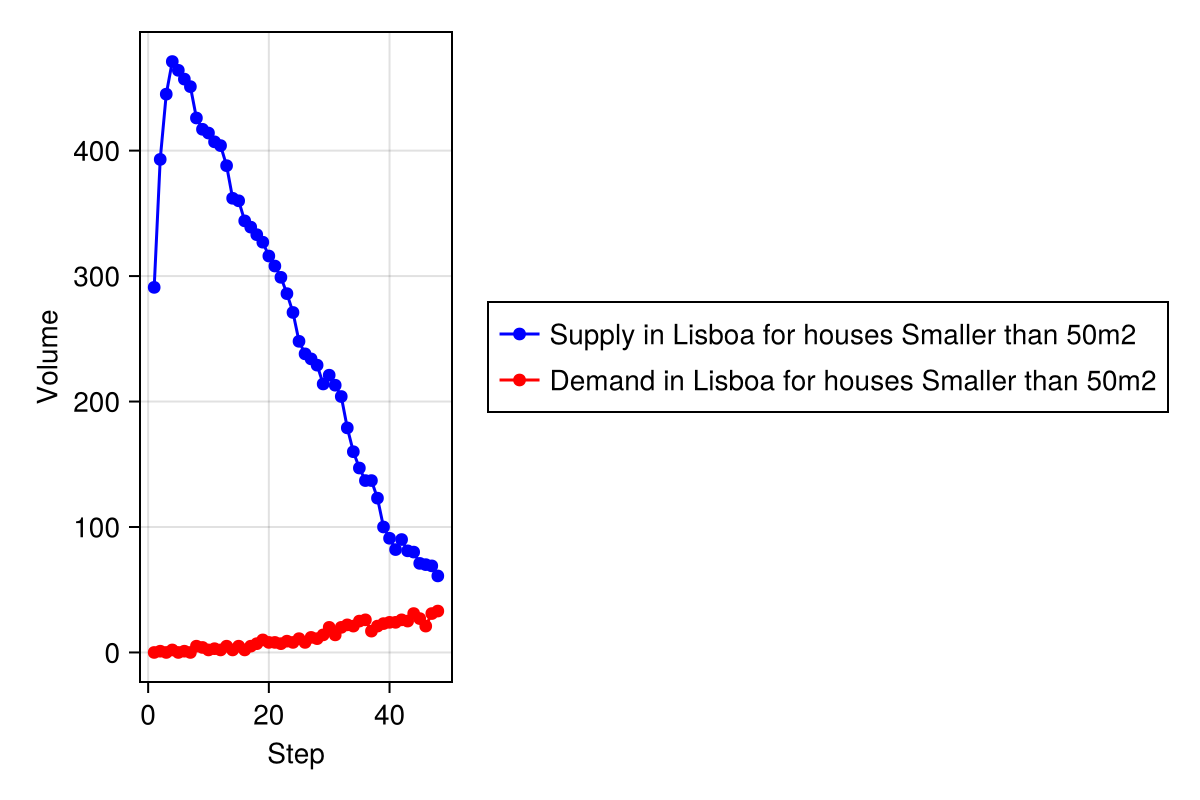 Volume
400
300
200
100
0
0 20 40
Step
Supply in Lisboa for houses Smaller than 50m2
Demand in Lisboa for houses Smaller than 50m2